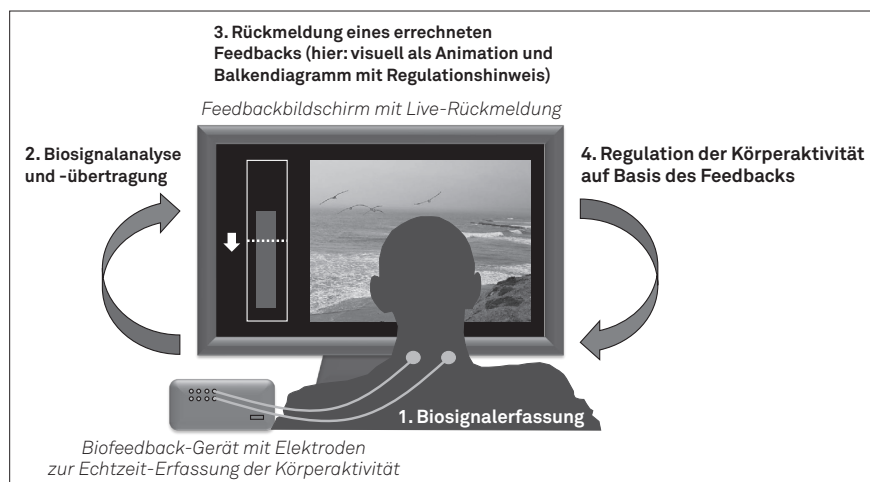 3. Rückmeldung eines errechneten
Feedbacks (hier: visuell als Animation und
Balkendiagramm mit Regulationshinweis)
Feedbackbildschirm mit Live-Rückmeldung
2. Biosignalanalyse
und -übertragung
4. Regulation der Körperaktivität
auf Basis des Feedbacks
1. Biosignalerfassung
Biofeedback-Gerät mit Elektroden
zur Echtzeit-Erfassung der Körperaktivität